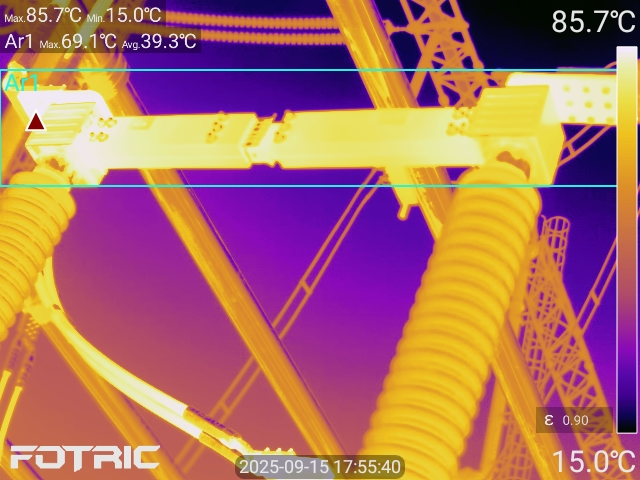 Max.85.7℃ Min.15.0℃
85.7℃
Ar1 Max.69.1℃ Avg.39.3℃
Ar1
ε 0.90
FOTRIC
2025-09-15 17:55:40
15.0℃